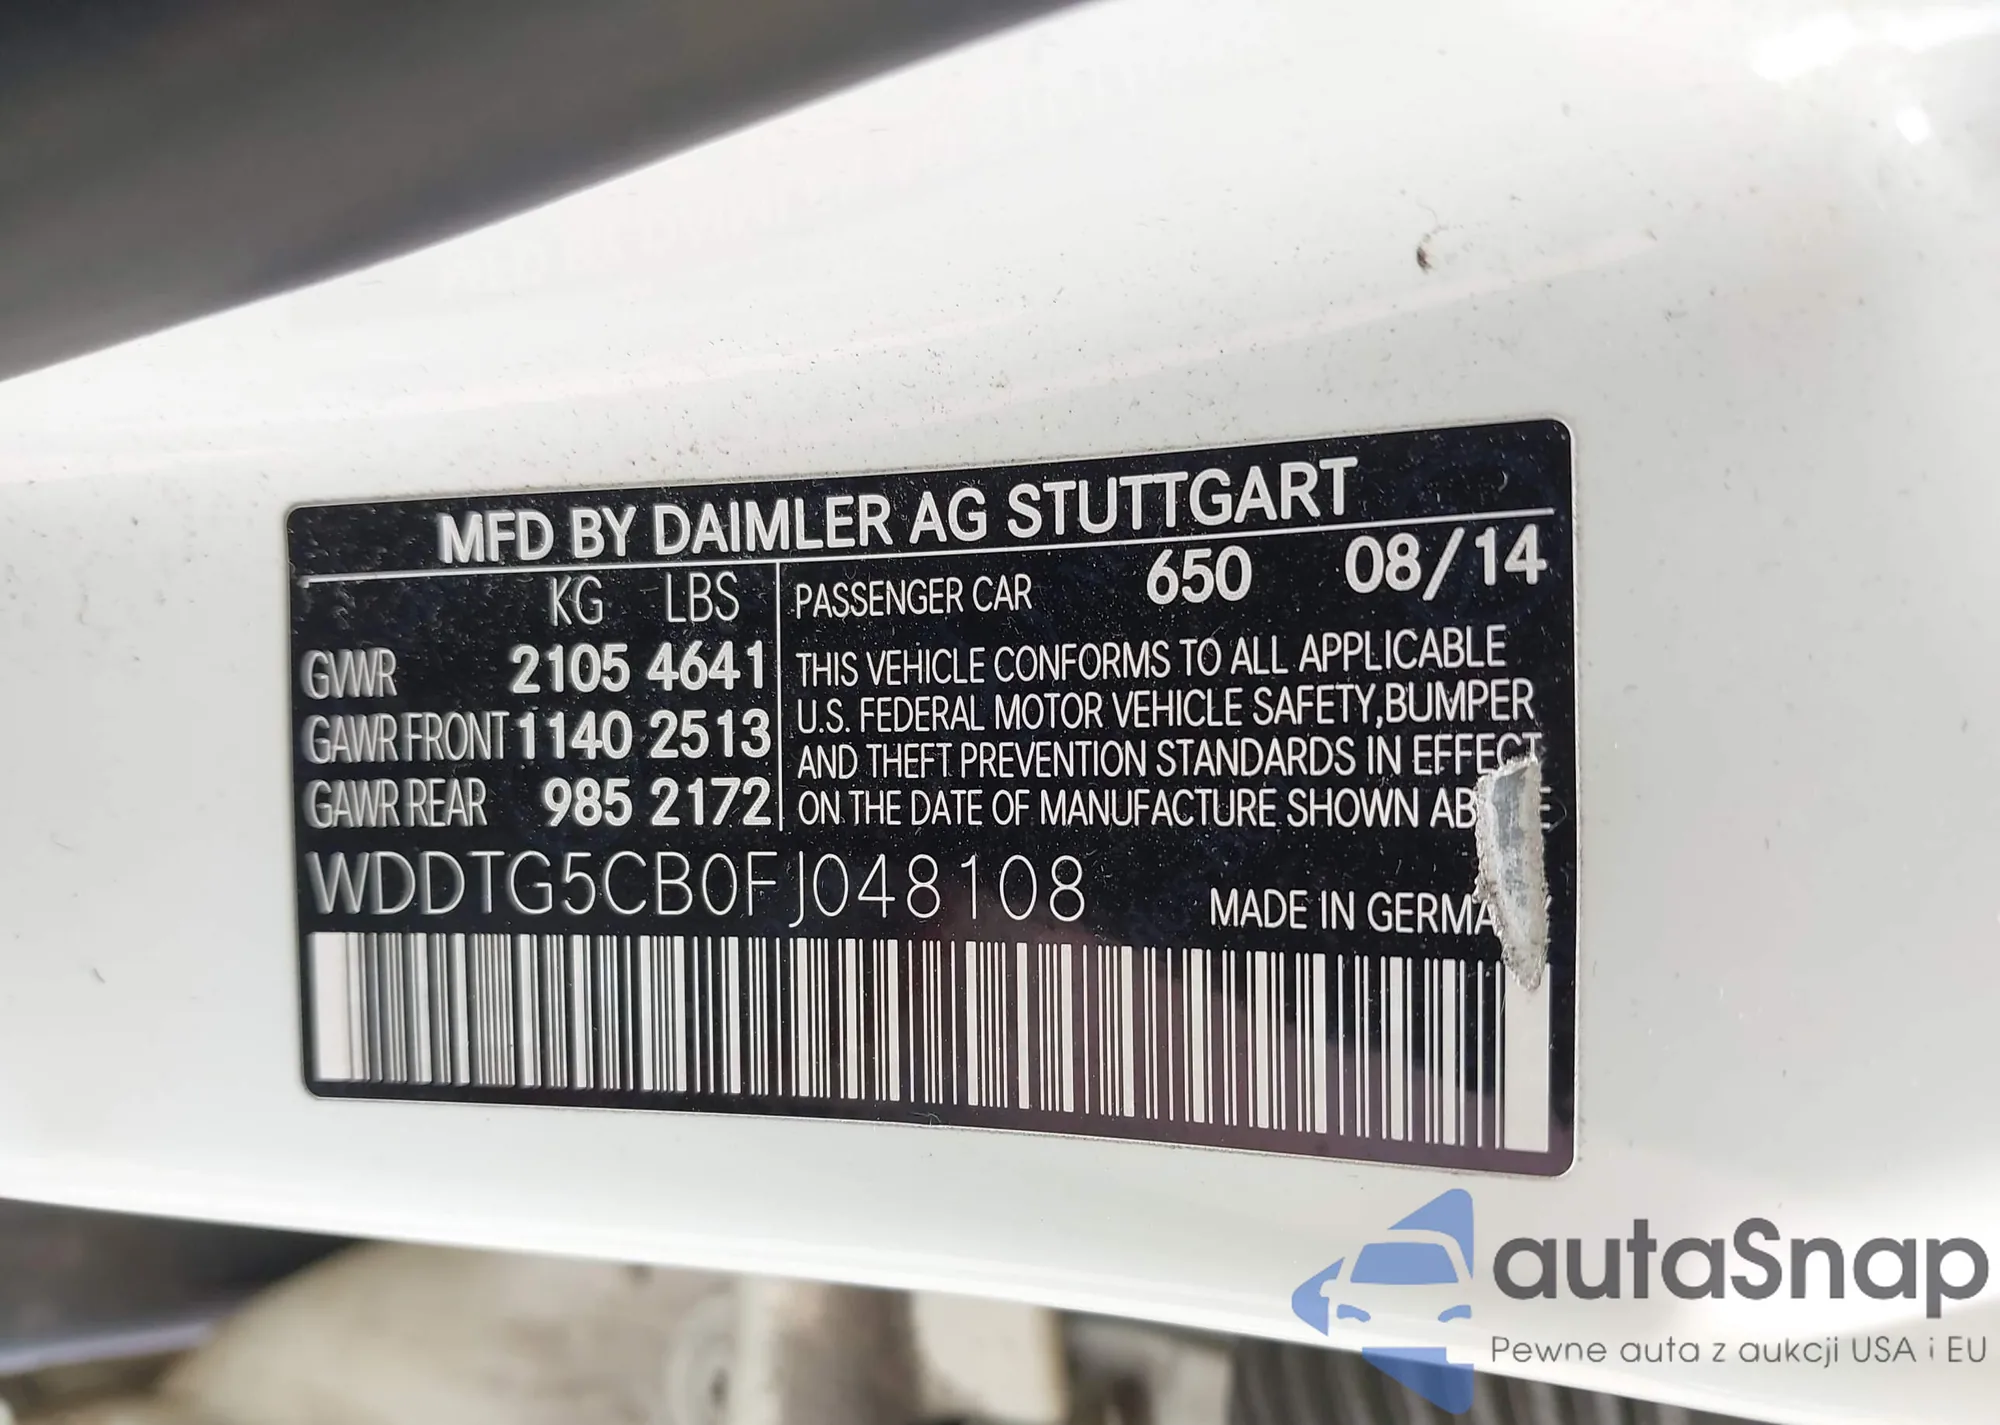 MFD BY DAIMLER AG STUTTGART
KG LBS
GVWR 2105 4641
GAWR FRONT 1140 2513
GAWR REAR 985 2172
PASSENGER CAR 650 08/14
THIS VEHICLE CONFORMS TO ALL APPLICABLE
U.S. FEDERAL MOTOR VEHICLE SAFETY,BUMPER
AND THEFT PREVENTION STANDARDS IN EFFECT
ON THE DATE OF MANUFACTURE SHOWN
WDDTG5CB0FJ048108
MADE IN
autaSnap
Pewne auta z aukcji USA i EU